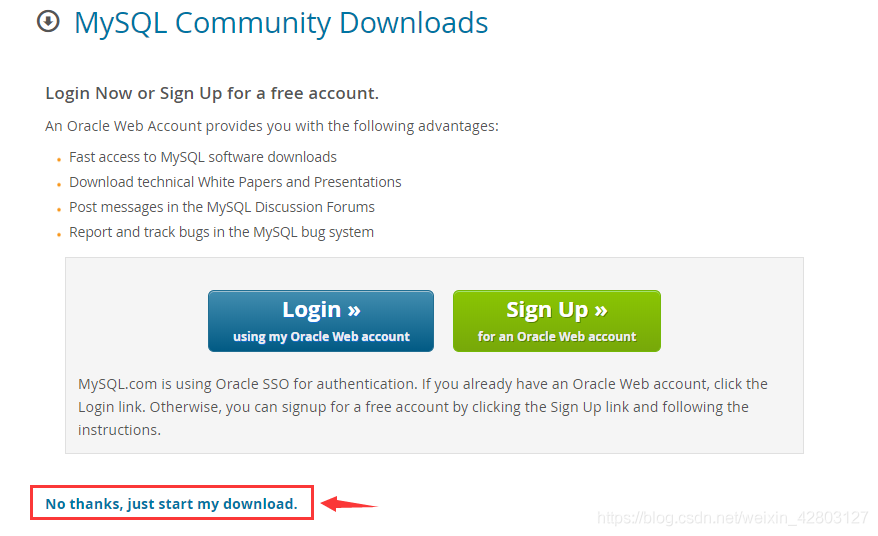 MySQL Community Downloads
Login Now or Sign Up for a free account.
An Oracle Web Account provides you with the following advantages:
Fast access to MySQL software downloads
Download technical White Papers and Presentations
Post messages in the MySQL Discussion Forums
Report and track bugs in the MySQL bug system
Login »
using my Oracle Web account
Sign Up »
for an Oracle Web account
MySQL.com is using Oracle SSO for authentication. If you already have an Oracle Web account, click the
Login link. Otherwise, you can signup for a free account by clicking the Sign Up link and following the
instructions.
No thanks, just start my download.
https://blog.csdn.net/weixin_42803127